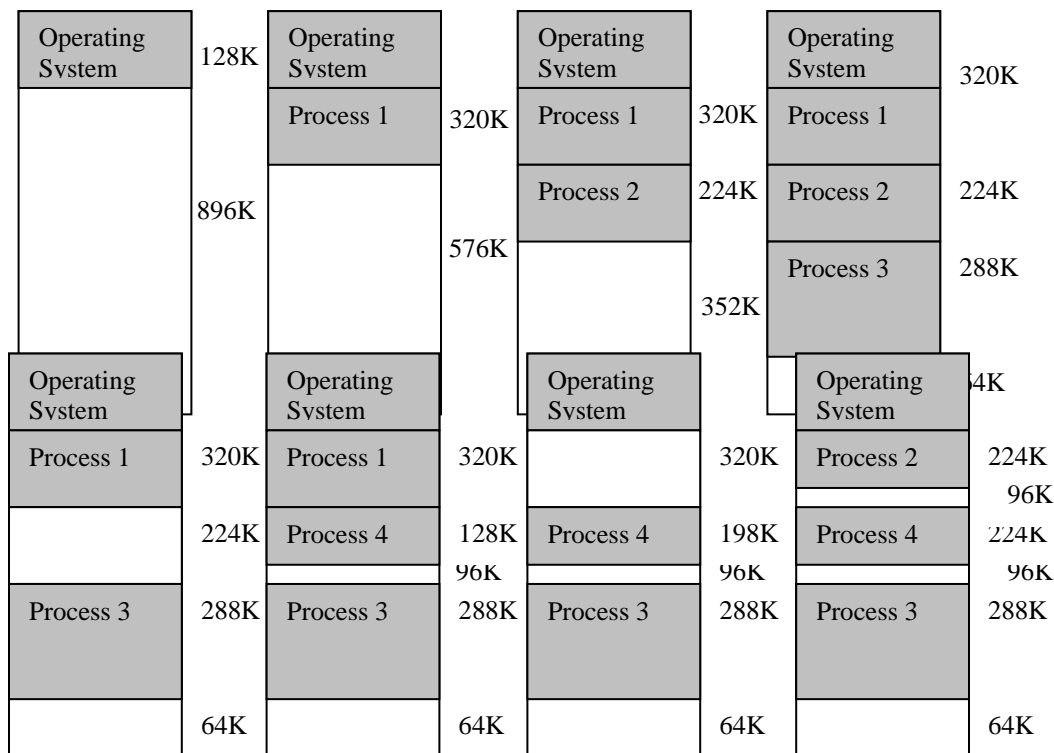 Operating
System
128K
896K
Operating
System
Process 1
320K
576K
Operating
System
Process 1
320K
Process 2
224K
352K
Operating
System
320K
Process 1
Process 2
224K
Process 3
288K
64K
Operating
System
Process 1
320K
224K
Process 3
288K
64K
Operating
System
Process 1
320K
Process 4
128K
96K
Process 3
288K
64K
Operating
System
320K
Process 4
198K
96K
Process 3
288K
64K
Operating
System
Process 2
224K
96K
Process 4
224K
96K
Process 3
288K
64K